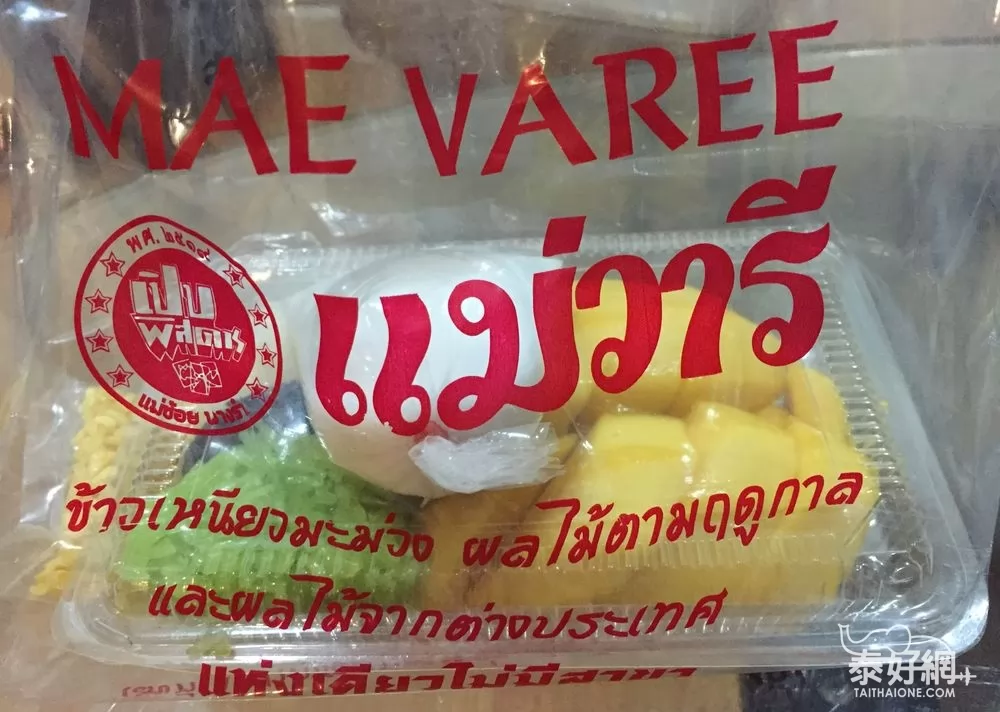 MAE VAREE
พศ. ๒๕๑๙
เปิบ
พิสดาร
แม่ช้อย นางรำ
แม่วารี
ข้าวเหนียวมะม่วง ผลไม้ตามฤดูกาล
และผลไม้จากต่างประเทศ
แห่งเดียวไม่มีสาขา
泰好網
TAITHAIONE.COM